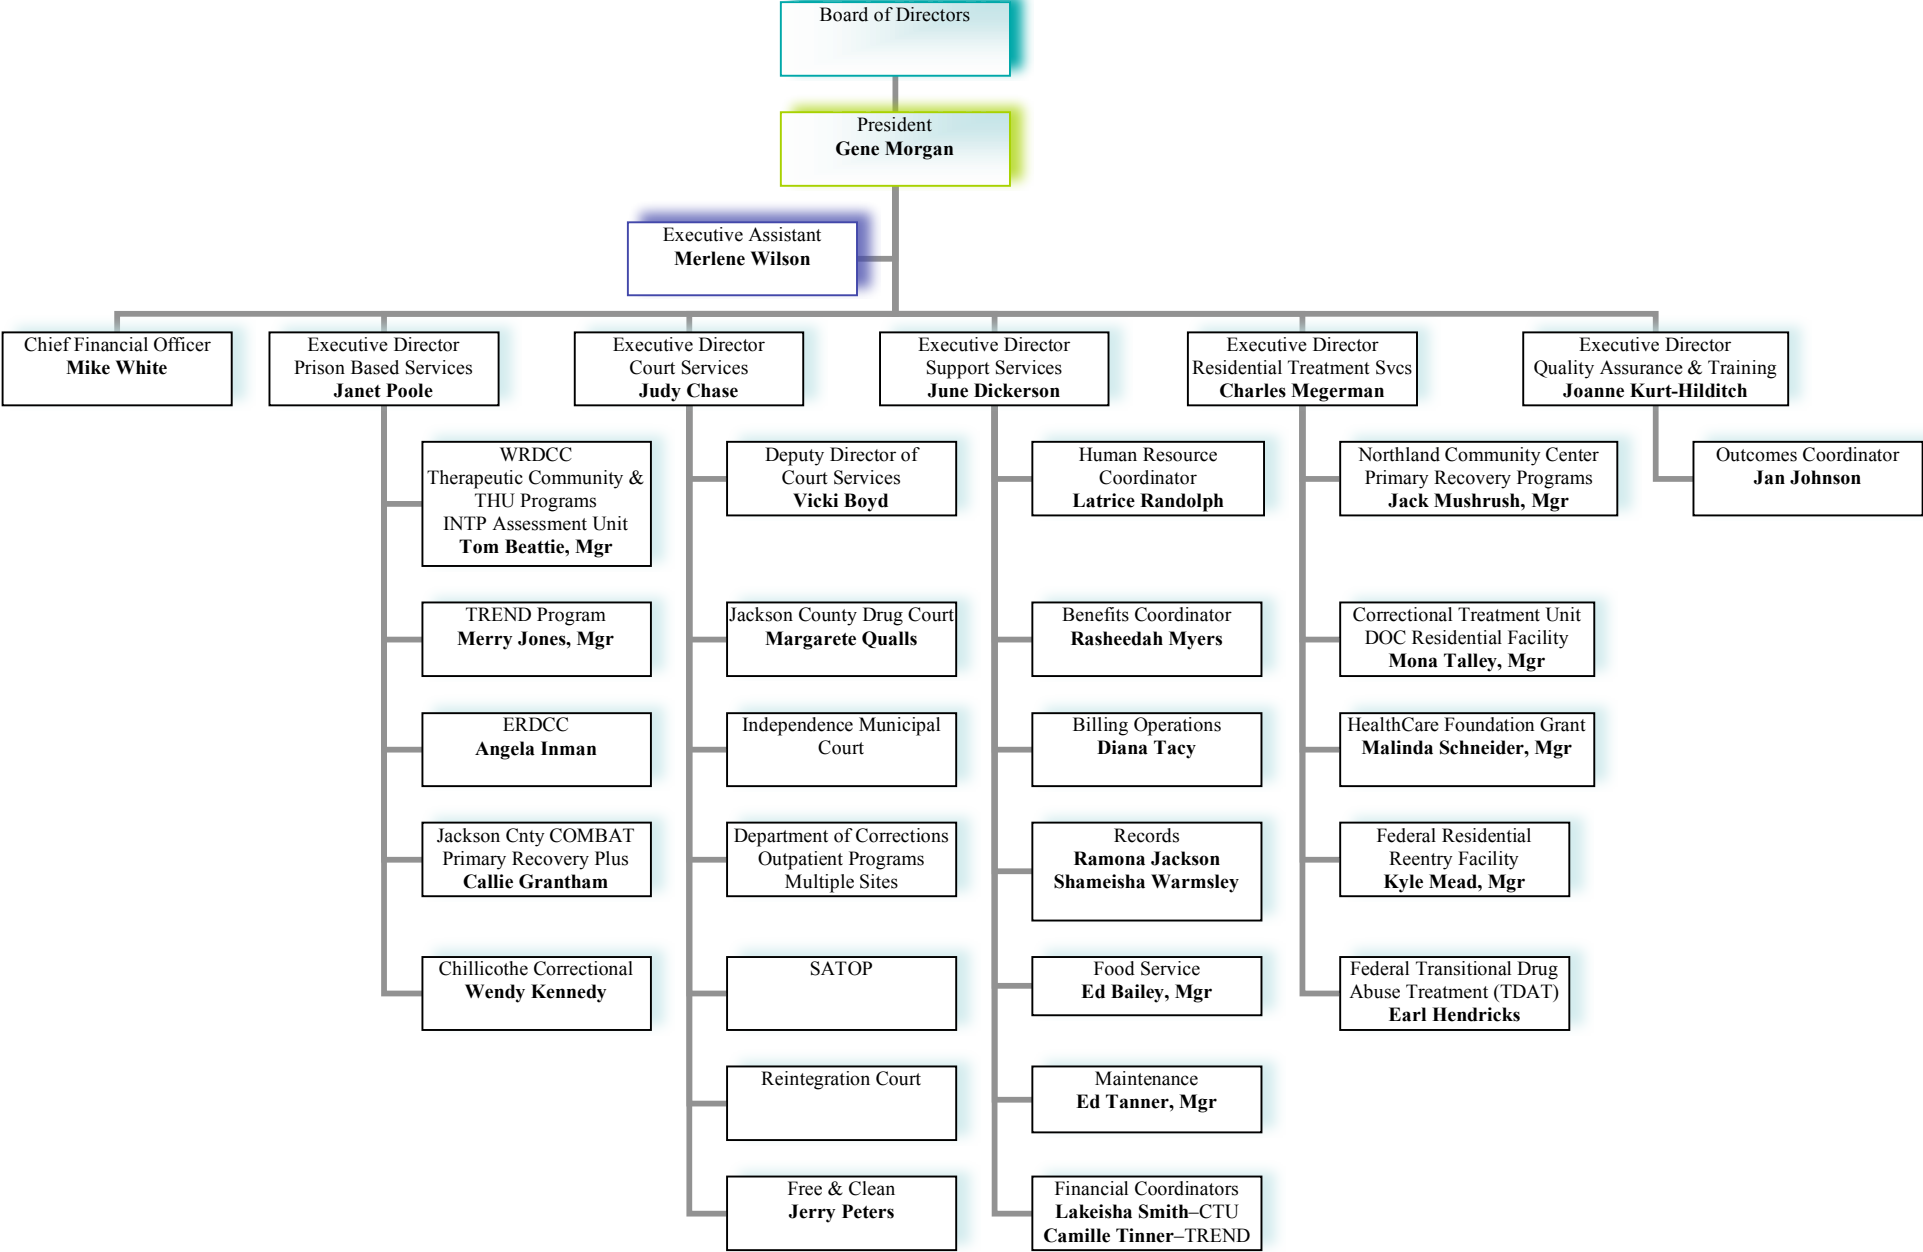 Board of Directors
President
Gene Morgan
Executive Assistant
Merlene Wilson
Chief Financial Officer
Mike White
Executive Director
Prison Based Services
Janet Poole
Executive Director
Court Services
Judy Chase
Executive Director
Support Services
June Dickerson
Executive Director
Residential Treatment Svcs
Charles Megerman
Executive Director
Quality Assurance & Training
Joanne Kurt-Hilditch
WRDCC
Therapeutic Community &
THU Programs
INTP Assessment Unit
Tom Beattie, Mgr
TREND Program
Merry Jones, Mgr
ERDCC
Angela Inman
Jackson Cnty COMBAT
Primary Recovery Plus
Callie Grantham
Chillicothe Correctional
Wendy Kennedy
Deputy Director of
Court Services
Vicki Boyd
Jackson County Drug Court
Margarete Qualls
Independence Municipal
Court
Department of Corrections
Outpatient Programs
Multiple Sites
SATOP
Reintegration Court
Free & Clean
Jerry Peters
Human Resource
Coordinator
Latrice Randolph
Benefits Coordinator
Rasheedah Myers
Billing Operations
Diana Tacy
Records
Ramona Jackson
Shameisha Warmsley
Food Service
Ed Bailey, Mgr
Maintenance
Ed Tanner, Mgr
Financial Coordinators
Lakeisha Smith–CTU
Camille Tinner–TREND
Northland Community Center
Primary Recovery Programs
Jack Mushrush, Mgr
Correctional Treatment Unit
DOC Residential Facility
Mona Talley, Mgr
HealthCare Foundation Grant
Malinda Schneider, Mgr
Federal Residential
Reentry Facility
Kyle Mead, Mgr
Federal Transitional Drug
Abuse Treatment (TDAT)
Earl Hendricks
Outcomes Coordinator
Jan Johnson